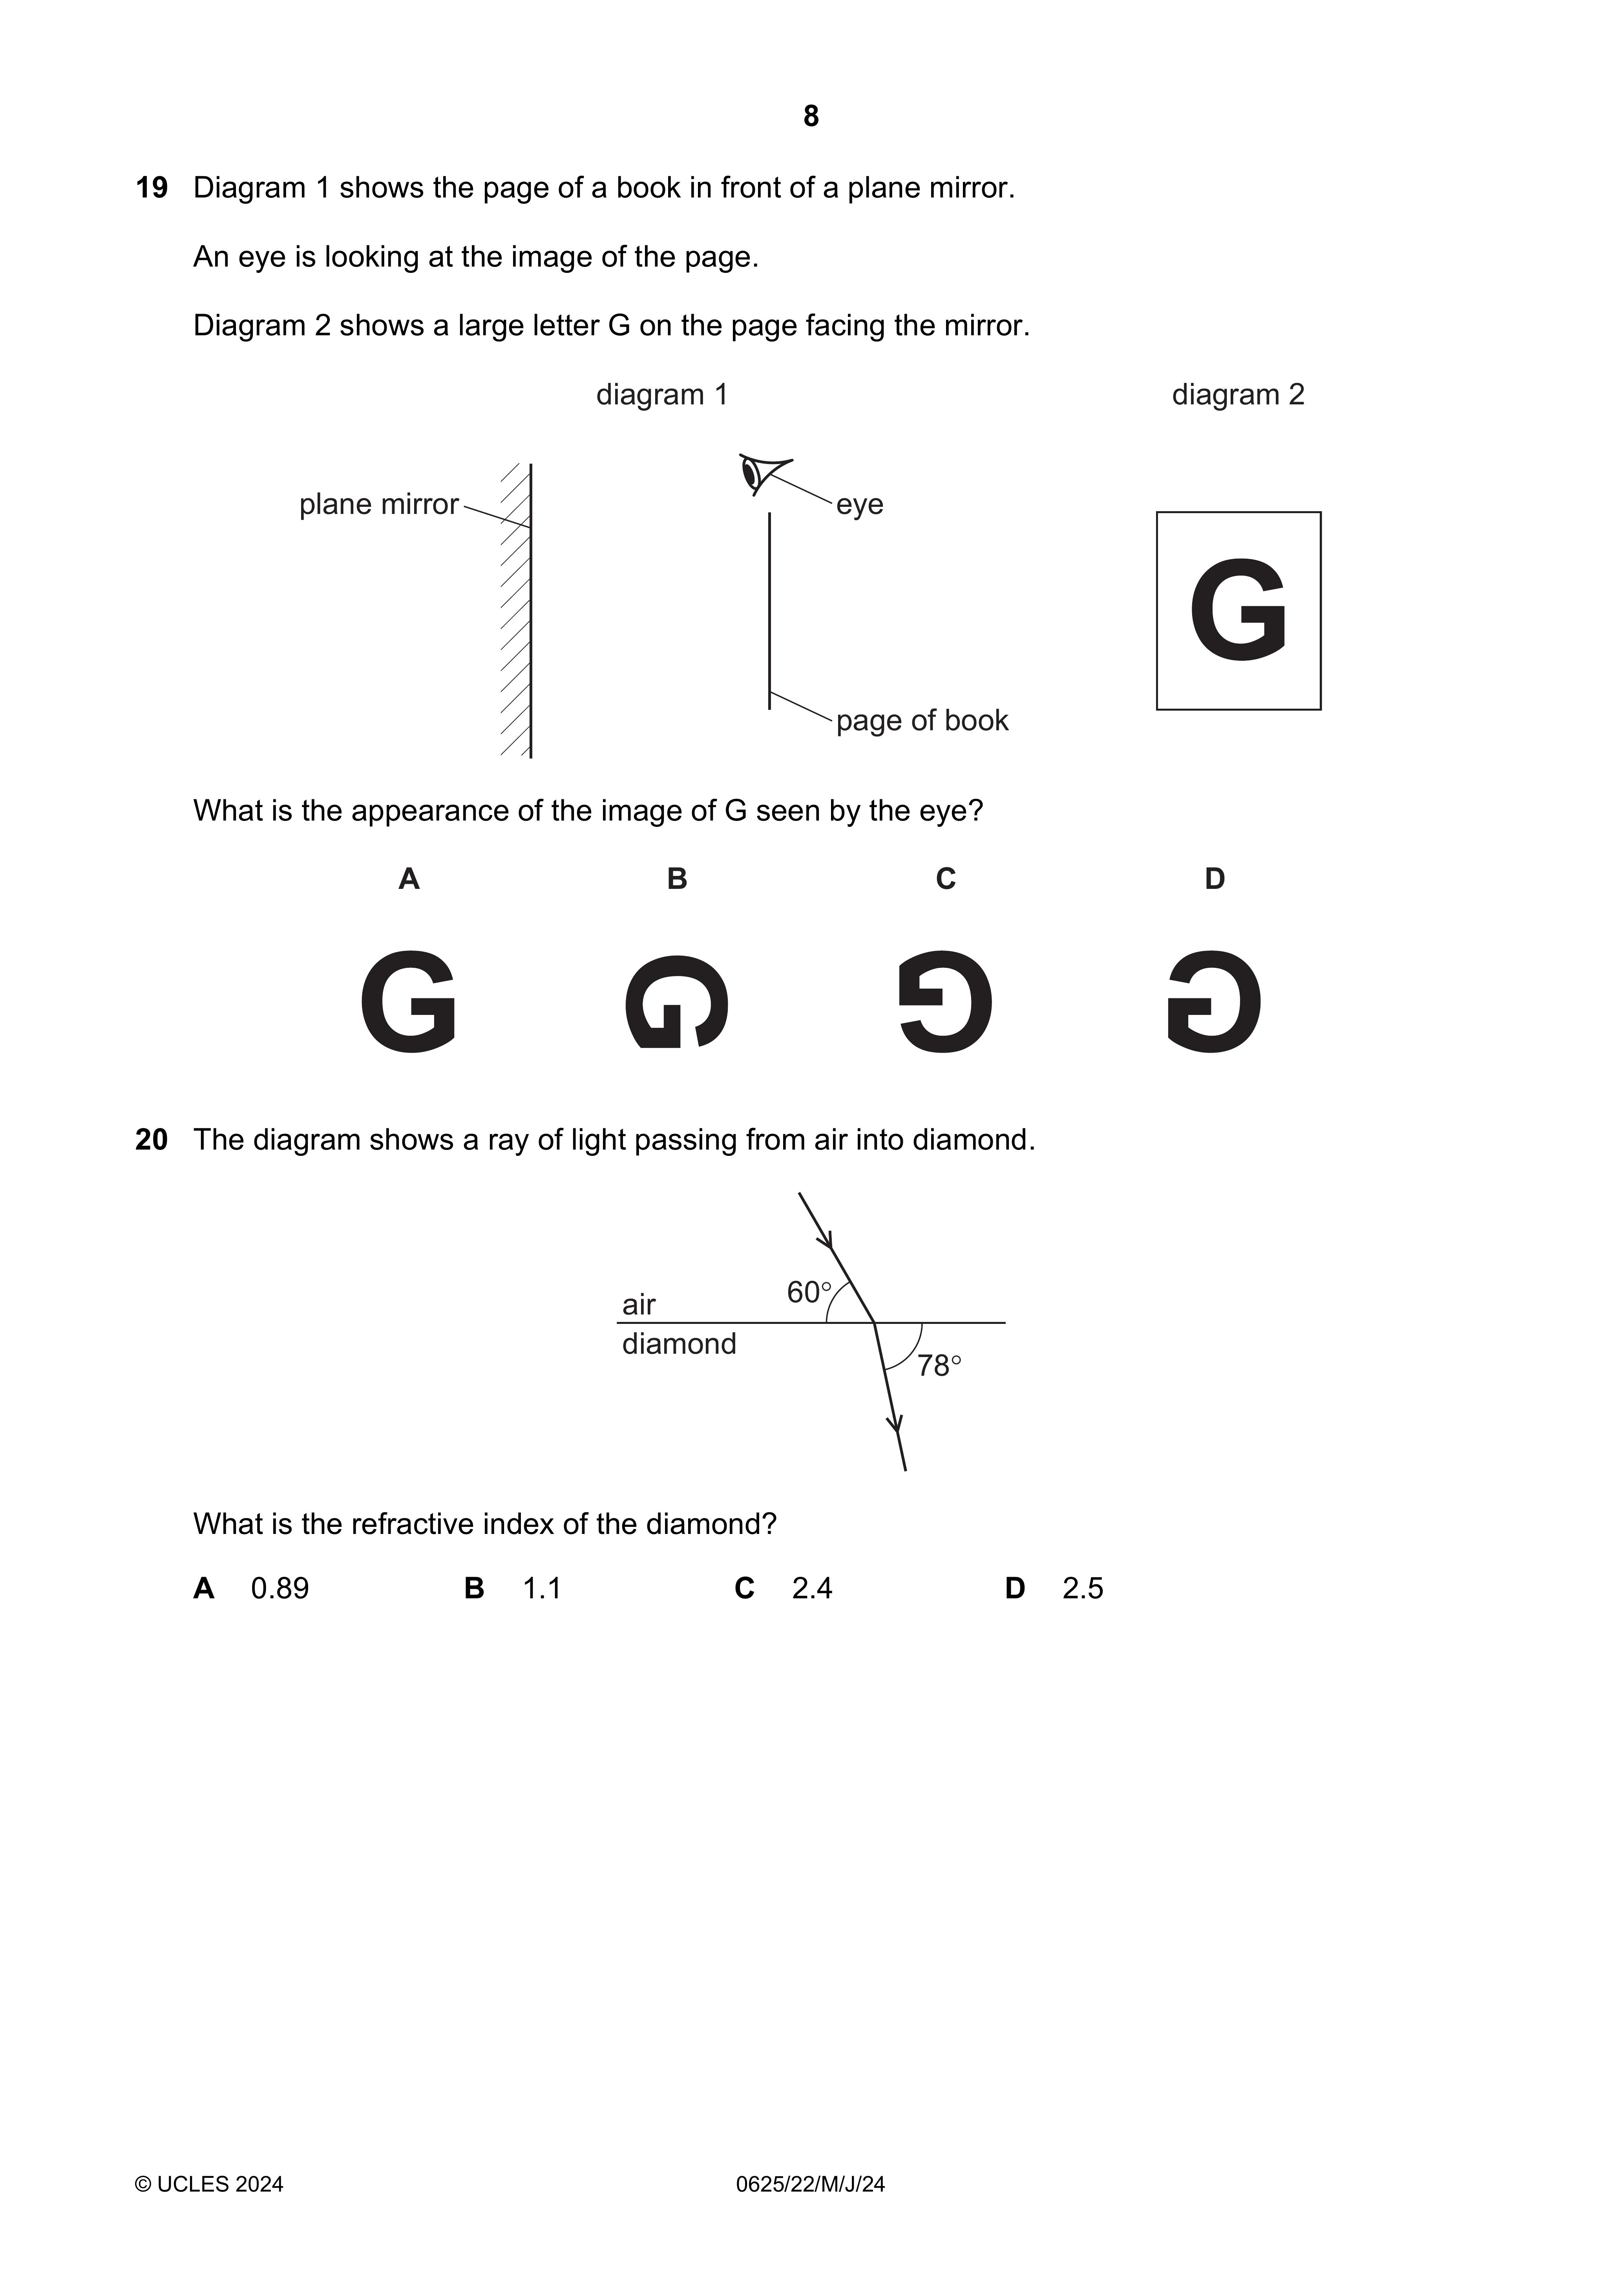 8
19 Diagram 1 shows the page of a book in front of a plane mirror.
An eye is looking at the image of the page.
Diagram 2 shows a large letter G on the page facing the mirror.
diagram 1 diagram 2
plane mirror
eye
G
page of book
What is the appearance of the image of G seen by the eye?
A B C D
G G G G
20 The diagram shows a ray of light passing from air into diamond.
60°
air
diamond
78°
What is the refractive index of the diamond?
A 0.89 B 1.1 C 2.4 D 2.5
© UCLES 2024 0625/22/M/J/24